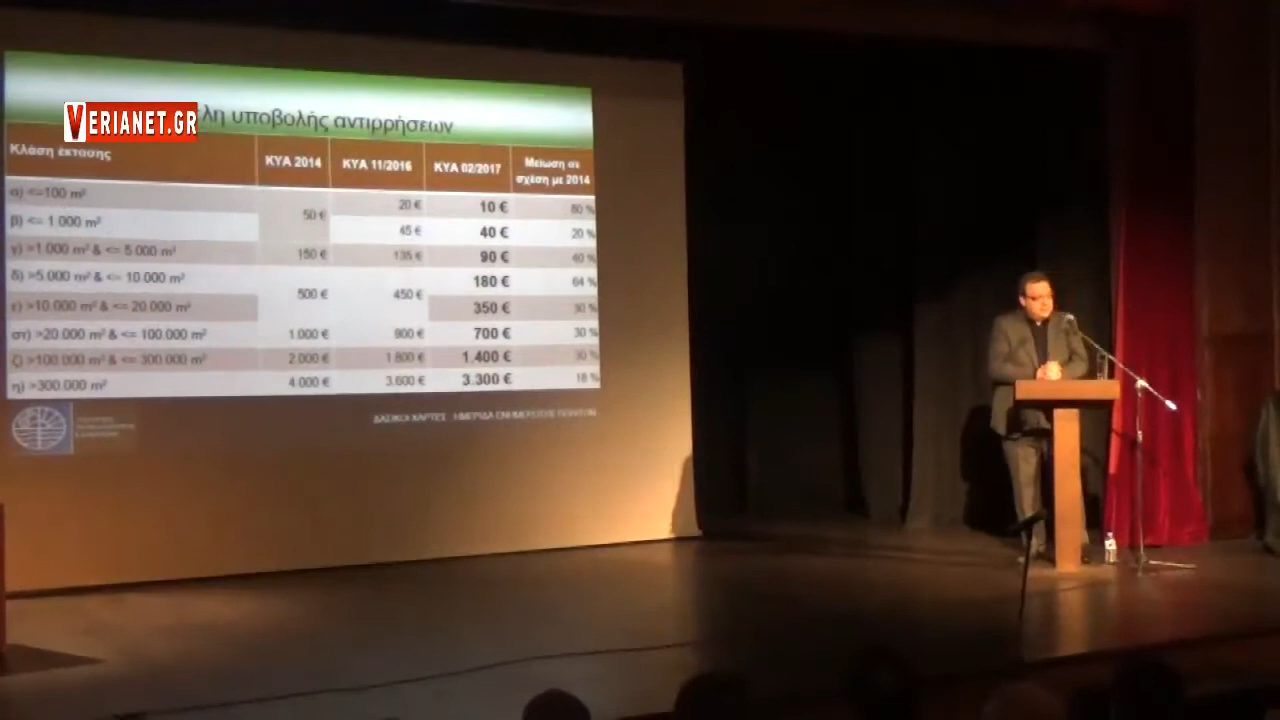 VERIANET.GR
λη υποβολής αντιρρήσεων
Κλάση έκτασης ΚΥΑ 2014 ΚΥΑ 11/2016 ΚΥΑ 02/2017 Μείωση σε σχέση με 2014
α) <=100 m² 50 € 20 € 10 € 80 %
β) <= 1.000 m² 45 € 40 € 20 %
γ) >1.000 m² & <= 5.000 m² 150 € 135 € 90 € 40 %
δ) >5.000 m² & <= 10.000 m² 500 € 450 € 180 € 64 %
ε) >10.000 m² & <= 20.000 m² 350 € 30 %
στ) >20.000 m² & <= 100.000 m² 1.000 € 900 € 700 € 30 %
ζ) >100.000 m² & <= 300.000 m² 2.000 € 1.800 € 1.400 € 30 %
η) >300.000 m² 4.000 € 3.600 € 3.300 € 18 %
ΔΑΣΙΚΟΙ ΧΑΡΤΕΣ - ΗΜΕΡΙΔΑ ΕΝΗΜΕΡΩΣΗΣ ΠΟΛΙΤΩΝ